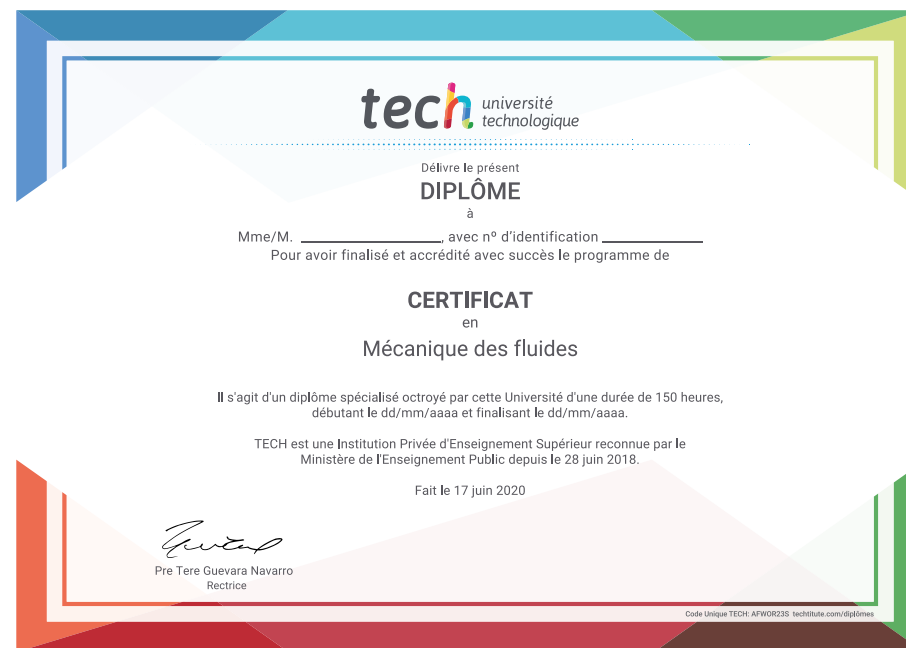 tech université
technologique
Délivre le présent
DIPLÔME
à
Mme/M. ____________________, avec nº d'identification ______________
Pour avoir finalisé et accrédité avec succès le programme de
CERTIFICAT
en
Mécanique des fluides
Il s'agit d'un diplôme spécialisé octroyé par cette Université d'une durée de 150 heures,
débutant le dd/mm/aaaa et finalisant le dd/mm/aaaa.
TECH est une Institution Privée d'Enseignement Supérieur reconnue par le
Ministère de l'Enseignement Public depuis le 28 juin 2018.
Fait le 17 juin 2020
Pre Tere Guevara Navarro
Rectrice
Code Unique TECH: AFWOR23S techtitute.com/diplômes